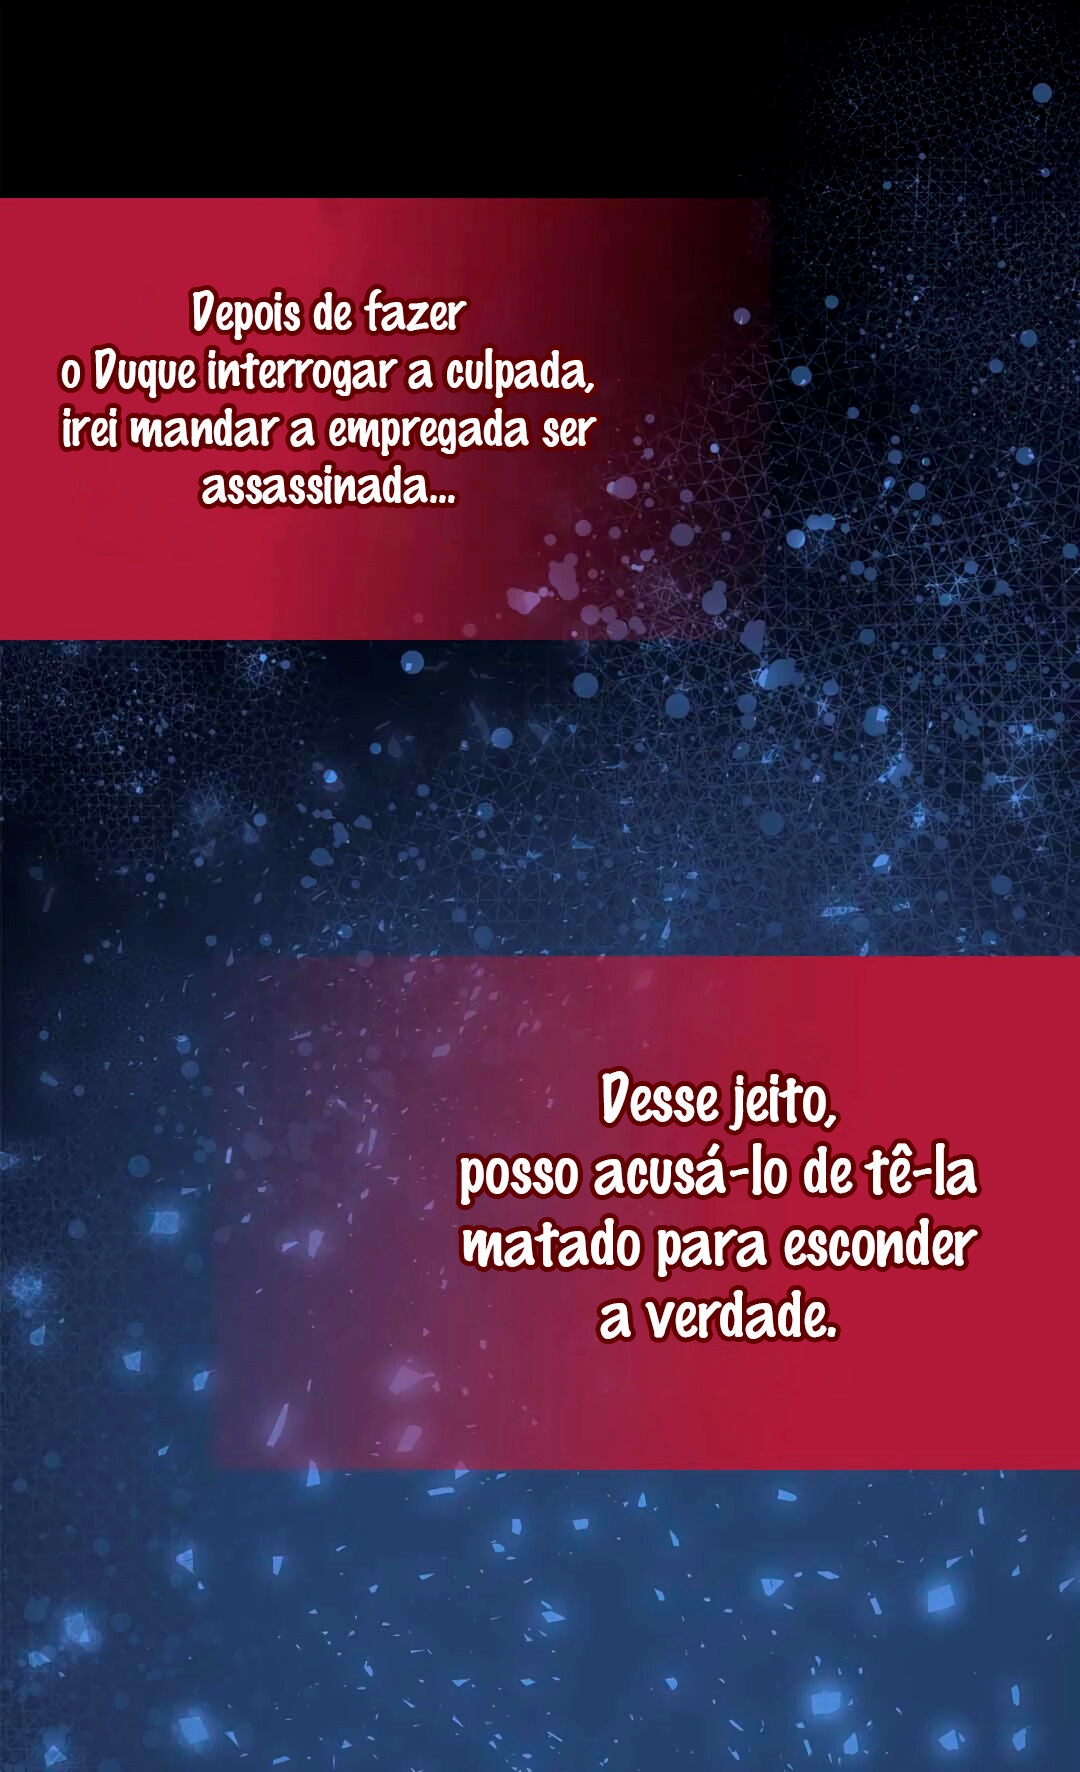 Depois de fazer
o Duque interrogar a culpada,
irei mandar a empregada ser
assassinada...
Desse jeito,
posso acusá-lo de tê-la
matado para esconder
a verdade.